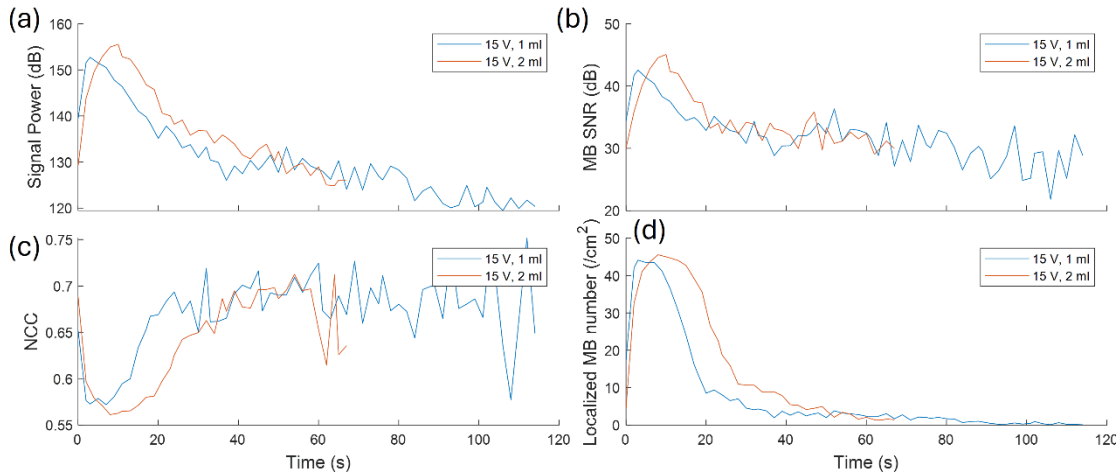 (a)
160
150
140
130
120
Signal Power (dB)
15 V, 1 ml
15 V, 2 ml
(b)
50
40
30
20
MB SNR (dB)
15 V, 1 ml
15 V, 2 ml
(c)
0.75
0.7
0.65
0.6
0.55
NCC
15 V, 1 ml
15 V, 2 ml
0 20 40 60 80 100 120
Time (s)
(d)
50
40
30
20
10
0
Localized MB number (/cm²)
15 V, 1 ml
15 V, 2 ml
0 20 40 60 80 100 120
Time (s)